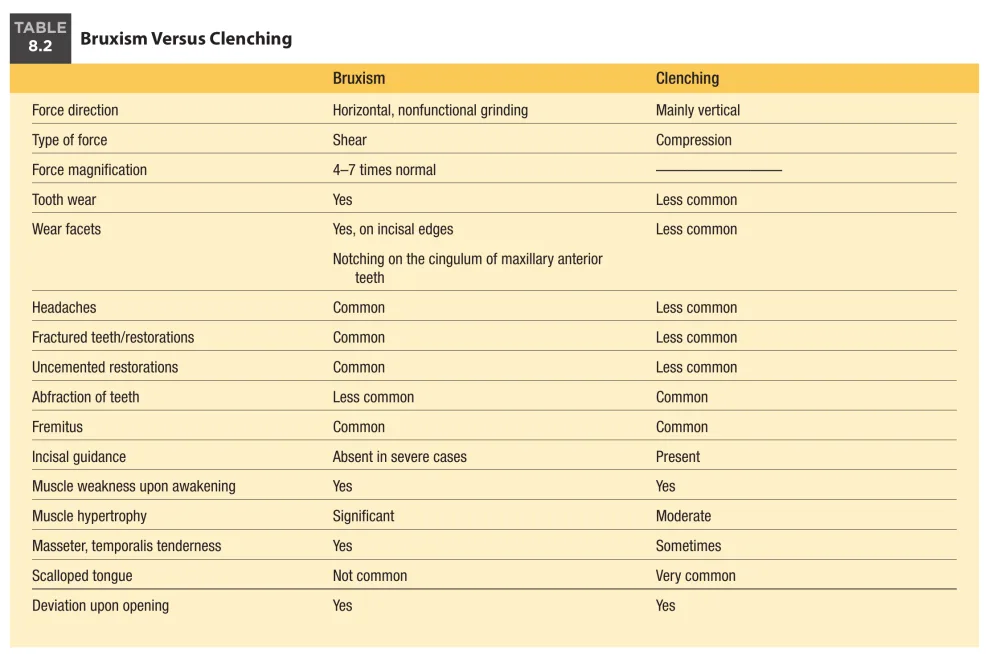 TABLE
8.2
Bruxism Versus Clenching
Bruxism Clenching
Force direction Horizontal, nonfunctional grinding Mainly vertical
Type of force Shear Compression
Force magnification 4–7 times normal
Tooth wear Yes Less common
Wear facets Yes, on incisal edges Less common
Notching on the cingulum of maxillary anterior
teeth
Headaches Common Less common
Fractured teeth/restorations Common Less common
Uncemented restorations Common Less common
Abfraction of teeth Less common Common
Fremitus Common Common
Incisal guidance Absent in severe cases Present
Muscle weakness upon awakening Yes Yes
Muscle hypertrophy Significant Moderate
Masseter, temporalis tenderness Yes Sometimes
Scalloped tongue Not common Very common
Deviation upon opening Yes Yes